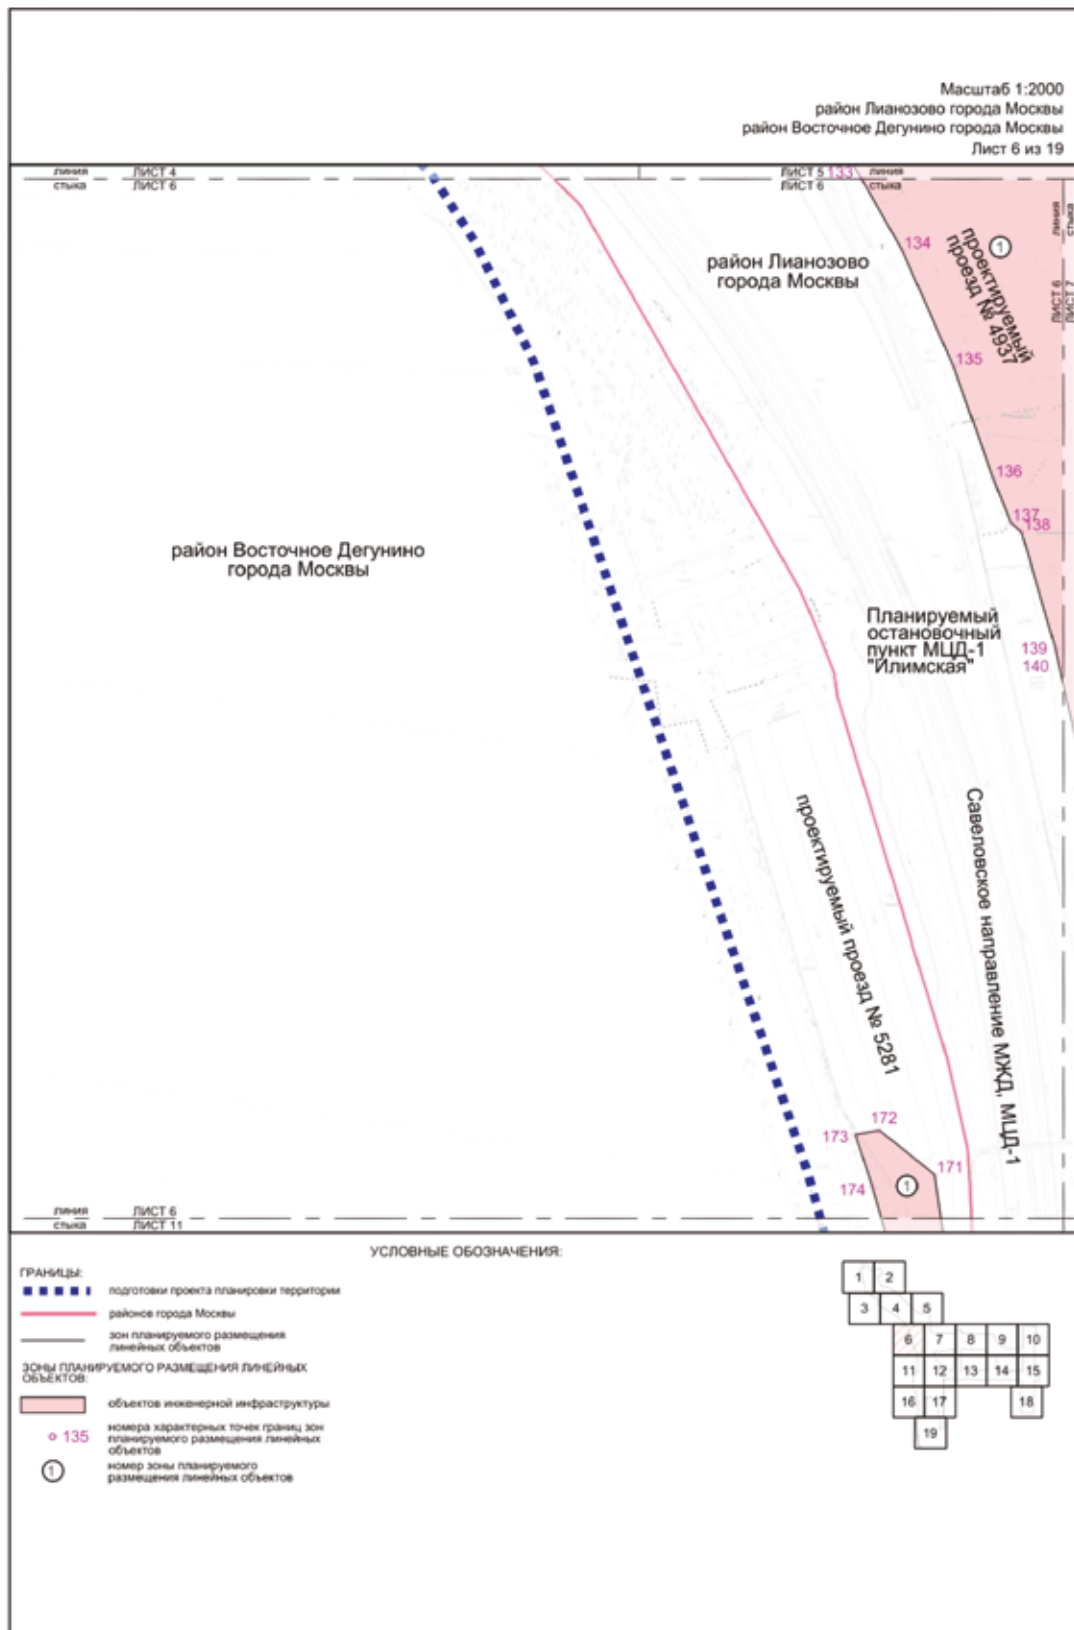 Масштаб 1:2000
район Лианозово города Москвы
район Восточное Дегунино города Москвы
Лист 6 из 19
линия ЛИСТ 4
стыка ЛИСТ 6
ЛИСТ 5 133 линия
ЛИСТ 6 стыка
линия
стыка
ЛИСТ 6
ЛИСТ 7
134
1
проектируемый
проезд № 4937
район Лианозово
города Москвы
135
136
137
138
район Восточное Дегунино
города Москвы
Планируемый
остановочный
пункт МЦД-1
"Илимская"
139
140
проектируемый проезд № 5281
Савеловское направление МЖД, МЦД-1
172
173
171
174
1
линия ЛИСТ 6
стыка ЛИСТ 11
УСЛОВНЫЕ ОБОЗНАЧЕНИЯ:
ГРАНИЦЫ:
подготовки проекта планировки территории
районов города Москвы
зон планируемого размещения
линейных объектов
ЗОНЫ ПЛАНИРУЕМОГО РАЗМЕЩЕНИЯ ЛИНЕЙНЫХ
ОБЪЕКТОВ:
объектов инженерной инфраструктуры
135
номера характерных точек границ зон
планируемого размещения линейных
объектов
1
номер зоны планируемого
размещения линейных объектов
1 2
3 4 5
6 7 8 9 10
11 12 13 14 15
16 17 18
19